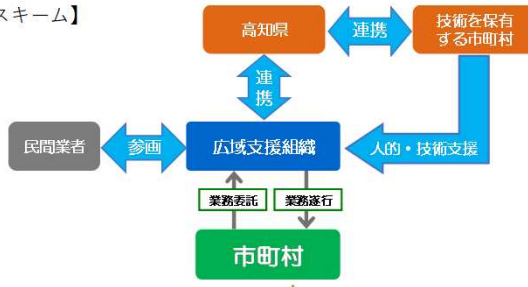 スキーム】
高知県
連携
技術を保有
する市町村
連
携
民間業者
参画
広域支援組織
人的・技術支援
業務委託
業務遂行
市町村